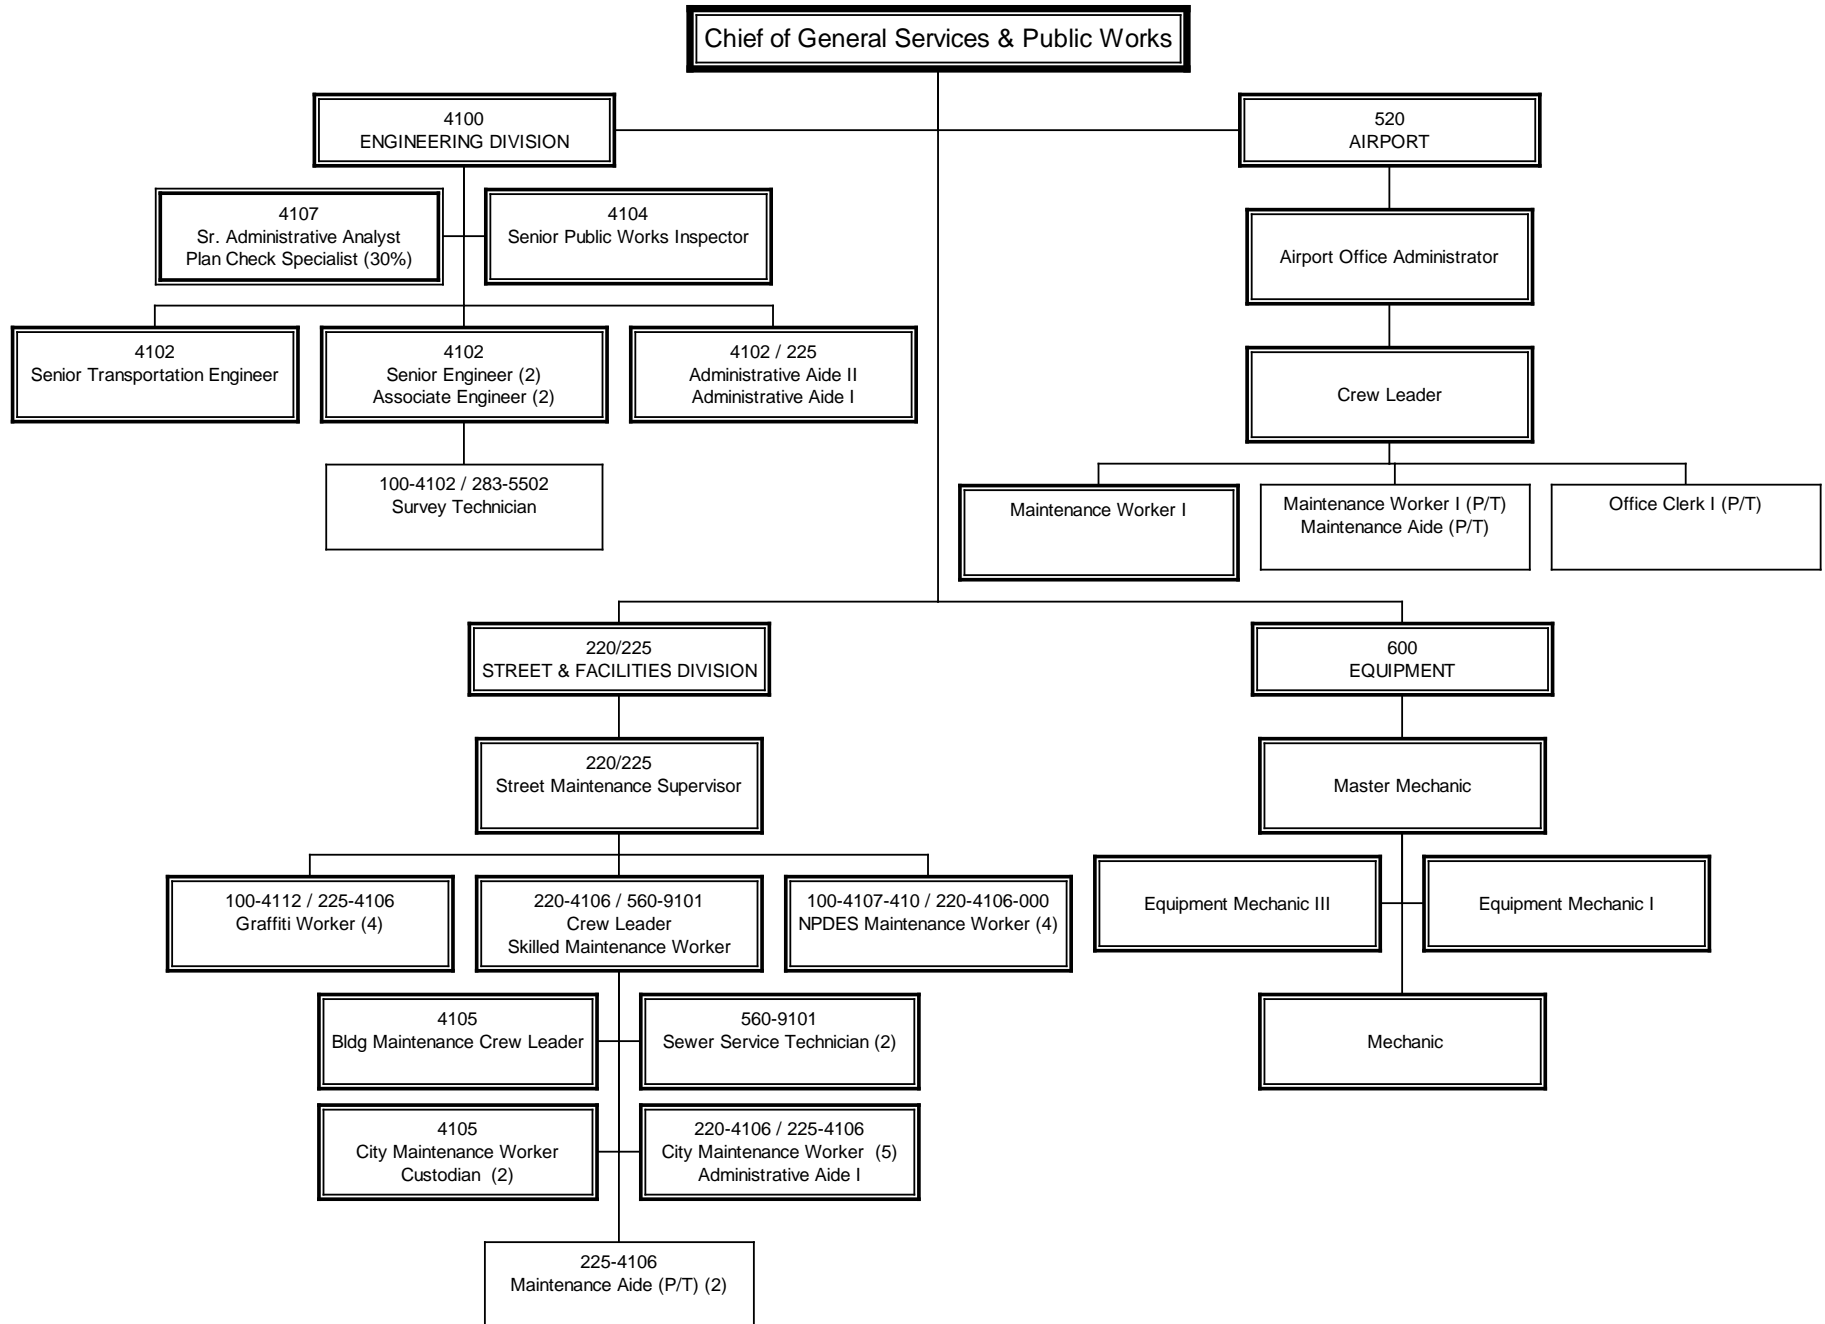 Chief of General Services & Public Works
4100
ENGINEERING DIVISION
520
AIRPORT
4107
Sr. Administrative Analyst
Plan Check Specialist (30%)
4104
Senior Public Works Inspector
Airport Office Administrator
4102
Senior Transportation Engineer
4102
Senior Engineer (2)
Associate Engineer (2)
4102 / 225
Administrative Aide II
Administrative Aide I
Crew Leader
100-4102 / 283-5502
Survey Technician
Maintenance Worker I
Maintenance Worker I (P/T)
Maintenance Aide (P/T)
Office Clerk I (P/T)
220/225
STREET & FACILITIES DIVISION
600
EQUIPMENT
220/225
Street Maintenance Supervisor
Master Mechanic
100-4112 / 225-4106
Graffiti Worker (4)
220-4106 / 560-9101
Crew Leader
Skilled Maintenance Worker
100-4107-410 / 220-4106-000
NPDES Maintenance Worker (4)
Equipment Mechanic III
Equipment Mechanic I
4105
Bldg Maintenance Crew Leader
560-9101
Sewer Service Technician (2)
Mechanic
4105
City Maintenance Worker
Custodian (2)
220-4106 / 225-4106
City Maintenance Worker (5)
Administrative Aide I
225-4106
Maintenance Aide (P/T) (2)